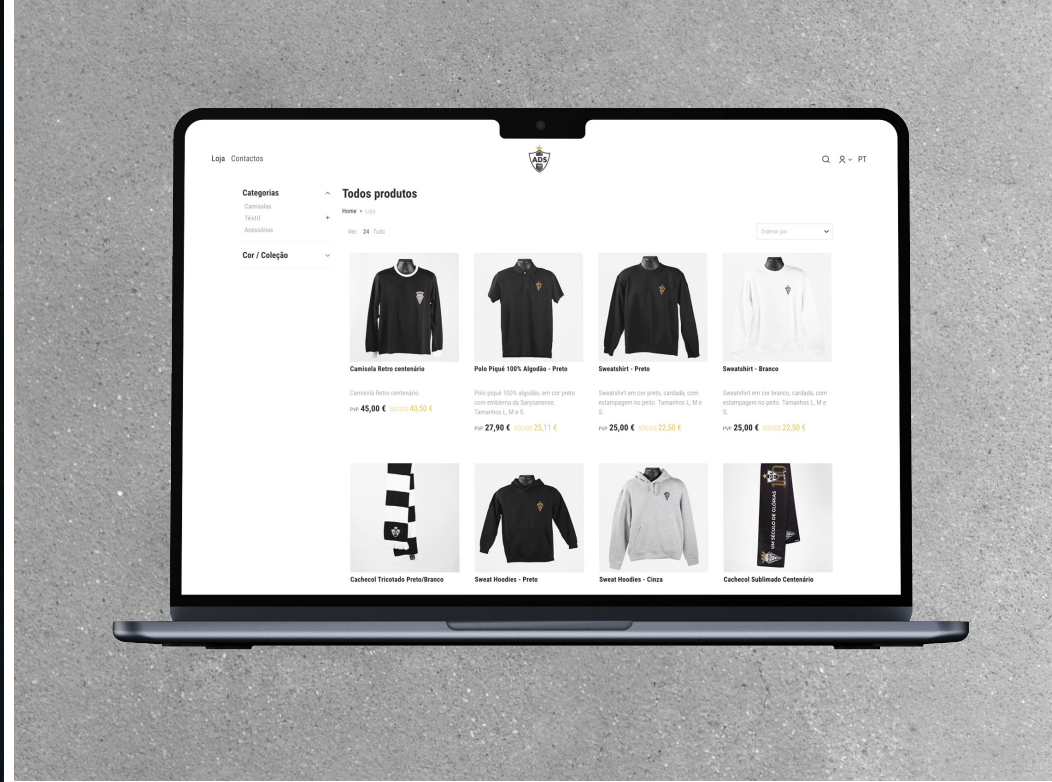 Loja Contactos
ADS
PT
Categorias
Camisolas
Têxtil
Acessórios
Cor / Coleção
Todos produtos
Home Loja
Ver: 24 Tudo
Ordenar por
Camisola Retro centenário
Camisola Retro centenário
PVP 45,00 € SÓCIOS 40,50 €
Polo Piqué 100% Algodão - Preto
Polo piqué 100% algodão, em cor preto
com emblema da Sanjoanense.
Tamanhos L, M e S.
PVP 27,90 € SÓCIOS 25,11 €
Sweatshirt - Preto
Sweatshirt em cor preto, cardada, com
estampagem no peito. Tamanhos L, M e
S.
PVP 25,00 € SÓCIOS 22,50 €
Sweatshirt - Branco
Sweatshirt em cor branco, cardada, com
estampagem no peito. Tamanhos L, M e
S.
PVP 25,00 € SÓCIOS 22,50 €
Cachecol Tricotado Preto/Branco
Sweat Hoodies - Preto
Sweat Hoodies - Cinza
UM SÉCULO DE GLÓRIAS
100
Cachecol Sublimado Centenário